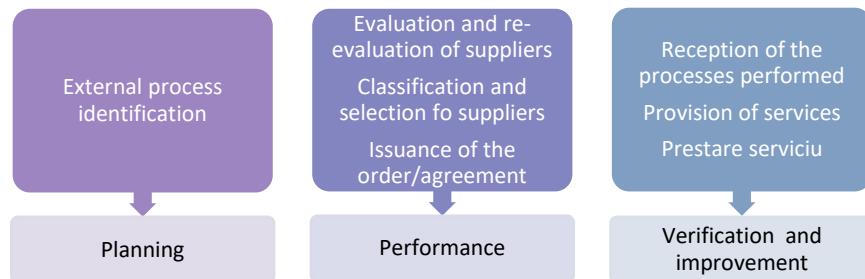 External process
identification
Planning
Evaluation and re-
evaluation of suppliers
Classification and
selection fo suppliers
Issuance of the
order/agreement
Performance
Reception of the
processes performed
Provision of services
Prestare serviciu
Verification and
improvement